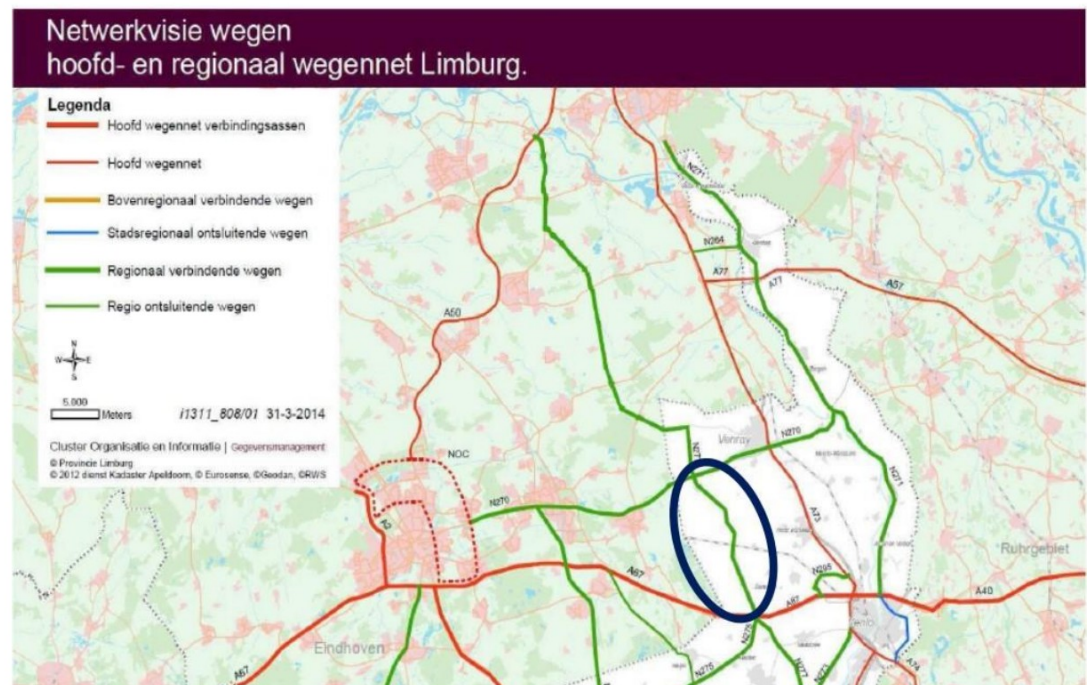 Netwerkvisie wegen
hoofd- en regionaal wegennet Limburg.
Legenda
Hoofd wegennet verbindingsassen
Hoofd wegennet
Bovenregionaal verbindende wegen
Stadsregionaal ontsluitende wegen
Regionaal verbindende wegen
Regio ontsluitende wegen
N
W E
S
5.000
Meters
i1311_808/01 31-3-2014
Cluster Organisatie en Informatie | Gegevensmanagement
© Provincie Limburg
© 2012 dienst Kadaster Apeldoorn, © Eurosense, ©Geodan, ©RWS
N271
N264
A77
A77
A57
A50
Venray
N270
N271
NOC
N270
A2
A73
Ruhrgebiet
A67
N295
A67
A40
Eindhoven
A67
N275
N277
N273
A74